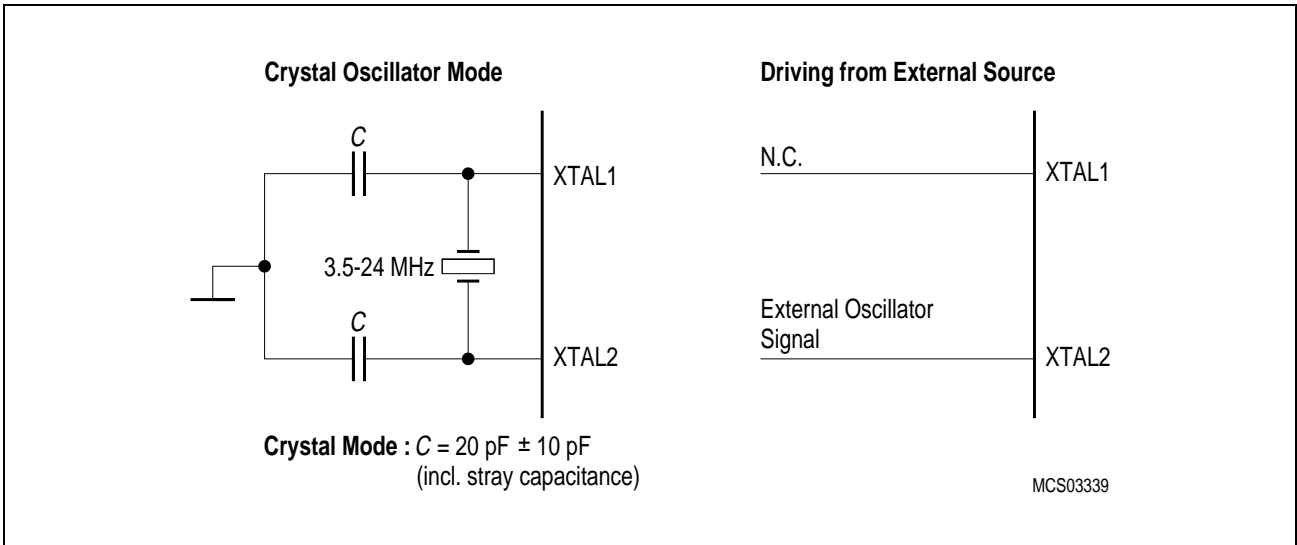 Crystal Oscillator Mode
C
XTAL1
3.5-24 MHz
C
XTAL2
Crystal Mode : C = 20 pF ± 10 pF
(incl. stray capacitance)
Driving from External Source
N.C.
XTAL1
External Oscillator
Signal
XTAL2
MCS03339